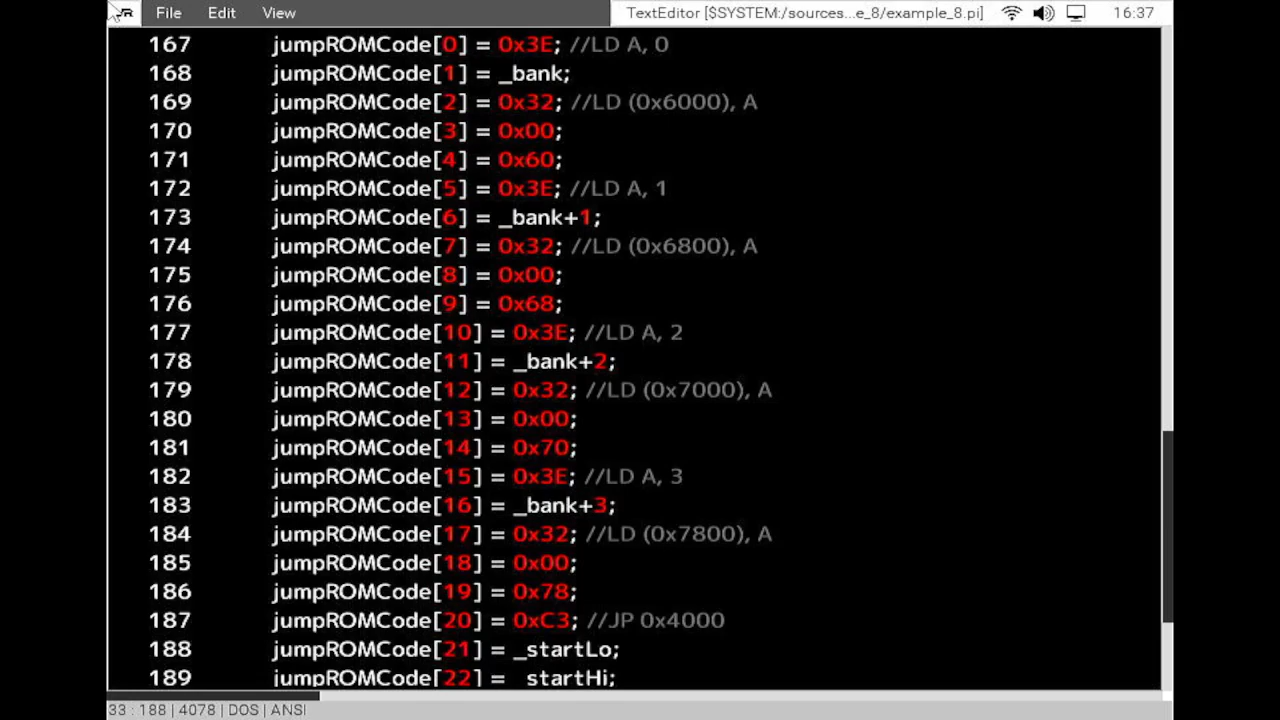 File Edit View TextEditor [$SYSTEM:/sources...e_8/example_8.pi] 16:37
167 jumpROMCode[0] = 0x3E; //LD A, 0
168 jumpROMCode[1] = _bank;
169 jumpROMCode[2] = 0x32; //LD (0x6000), A
170 jumpROMCode[3] = 0x00;
171 jumpROMCode[4] = 0x60;
172 jumpROMCode[5] = 0x3E; //LD A, 1
173 jumpROMCode[6] = _bank+1;
174 jumpROMCode[7] = 0x32; //LD (0x6800), A
175 jumpROMCode[8] = 0x00;
176 jumpROMCode[9] = 0x68;
177 jumpROMCode[10] = 0x3E; //LD A, 2
178 jumpROMCode[11] = _bank+2;
179 jumpROMCode[12] = 0x32; //LD (0x7000), A
180 jumpROMCode[13] = 0x00;
181 jumpROMCode[14] = 0x70;
182 jumpROMCode[15] = 0x3E; //LD A, 3
183 jumpROMCode[16] = _bank+3;
184 jumpROMCode[17] = 0x32; //LD (0x7800), A
185 jumpROMCode[18] = 0x00;
186 jumpROMCode[19] = 0x78;
187 jumpROMCode[20] = 0xC3; //JP 0x4000
188 jumpROMCode[21] = _startLo;
189 jumpROMCode[22] = _startHi;
33 : 188 | 4078 | DOS | ANSI